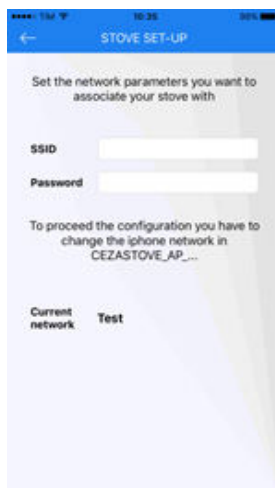 TIM 10:35
STOVE SET-UP
Set the network parameters you want to
associate your stove with
SSID
Password
To proceed the configuration you have to
change the iphone network in
CEZASTOVE_AP_...
Current
network
Test